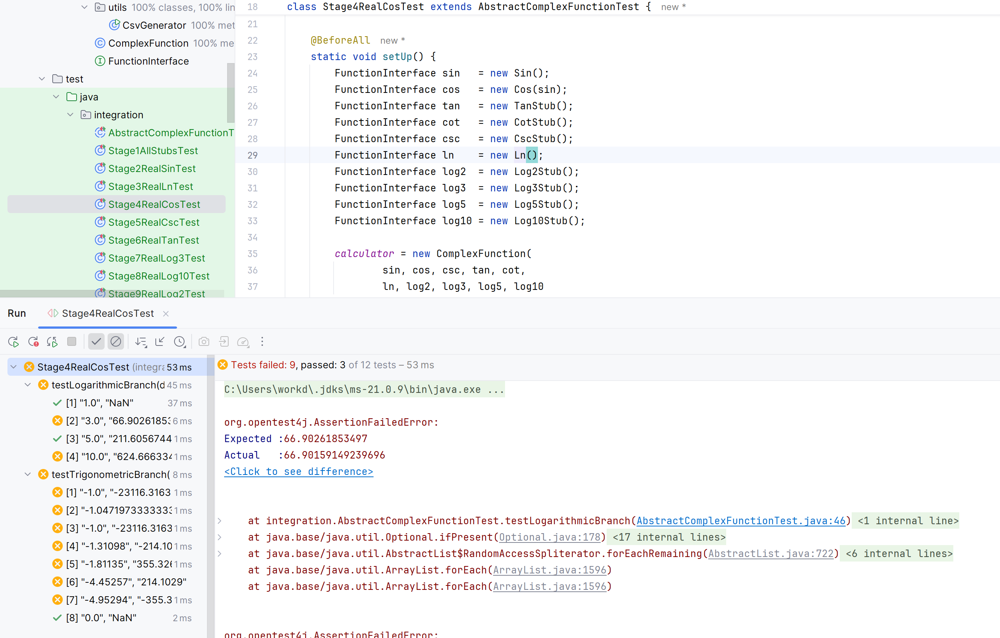 utils 100% classes, 100% lin
CsvGenerator 100% met
ComplexFunction 100% me
FunctionInterface
test
java
integration
AbstractComplexFunctionT
Stage1AllStubsTest
Stage2RealSinTest
Stage3RealLnTest
Stage4RealCosTest
Stage5RealCscTest
Stage6RealTanTest
Stage7RealLog3Test
Stage8RealLog10Test
Stage9RealLog2Test
18 class Stage4RealCosTest extends AbstractComplexFunctionTest { new *
21
22 @BeforeAll new *
23 static void setUp() {
24 FunctionInterface sin = new Sin();
25 FunctionInterface cos = new Cos(sin);
26 FunctionInterface tan = new TanStub();
27 FunctionInterface cot = new CotStub();
28 FunctionInterface csc = new CscStub();
29 FunctionInterface ln = new Ln();
30 FunctionInterface log2 = new Log2Stub();
31 FunctionInterface log3 = new Log3Stub();
32 FunctionInterface log5 = new Log5Stub();
33 FunctionInterface log10 = new Log10Stub();
34
35 calculator = new ComplexFunction(
36 sin, cos, csc, tan, cot,
37 ln, log2, log3, log5, log10
Run Stage4RealCosTest
Stage4RealCosTest (integra 53 ms
testLogarithmicBranch(d 45 ms
[1] "1.0", "NaN" 37 ms
[2] "3.0", "66.90261853 6 ms
[3] "5.0", "211.6056744 1 ms
[4] "10.0", "624.666334 1 ms
testTrigonometricBranch( 8 ms
[1] "-1.0", "-23116.3163 1 ms
[2] "-1.0471973333333 1 ms
[3] "-1.0", "-23116.3163 1 ms
[4] "-1.31098", "-214.10 1 ms
[5] "-1.81135", "355.326 1 ms
[6] "-4.45257", "214.1029"
[7] "-4.95294", "-355.3 1 ms
[8] "0.0", "NaN" 2 ms
Tests failed: 9, passed: 3 of 12 tests – 53 ms
C:\Users\workd\.jdks\ms-21.0.9\bin\java.exe ...
org.opentest4j.AssertionFailedError:
Expected :66.90261853497
Actual :66.90159149239696
<Click to see difference>
at integration.AbstractComplexFunctionTest.testLogarithmicBranch(AbstractComplexFunctionTest.java:46) <1 internal line>
at java.base/java.util.Optional.ifPresent(Optional.java:178) <17 internal lines>
at java.base/java.util.AbstractList$RandomAccessSpliterator.forEachRemaining(AbstractList.java:722) <6 internal lines>
at java.base/java.util.ArrayList.forEach(ArrayList.java:1596)
at java.base/java.util.ArrayList.forEach(ArrayList.java:1596)
org.opentest4j.AssertionFailedError: